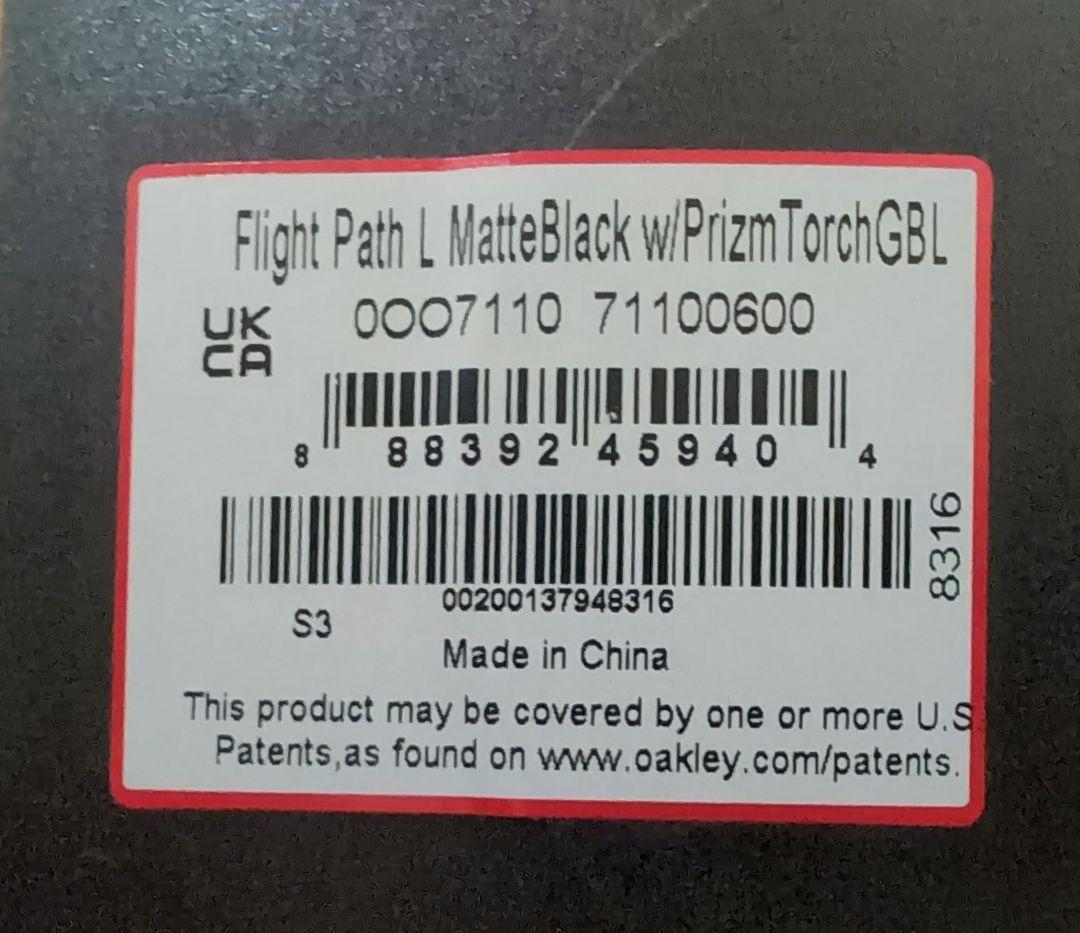 Flight Path L MatteBlack w/PrizmTorchGBL
UK
CA
0OO7110 71100600
8 88392 45940 4
8316
00200137948316
S3
Made in China
This product may be covered by one or more U.S
Patents,as found on www.oakley.com/patents.